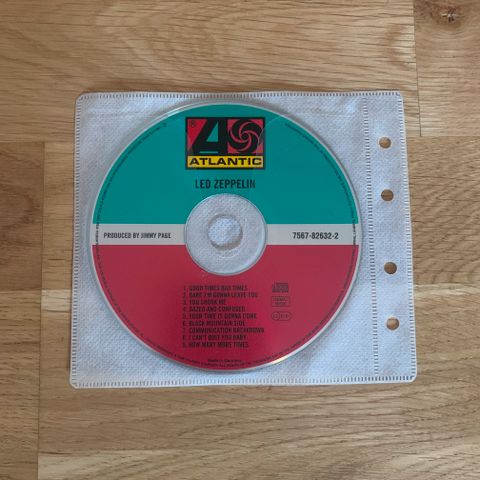 ATLANTIC
LED ZEPPELIN
PRODUCED BY JIMMY PAGE
7567-82632-2
1. GOOD TIMES BAD TIMES
2. BABE I'M GONNA LEAVE YOU
3. YOU SHOOK ME
4. DAZED AND CONFUSED
5. YOUR TIME IS GONNA COME
6. BLACK MOUNTAIN SIDE
7. COMMUNICATION BREAKDOWN
8. I CAN'T QUIT YOU BABY
9. HOW MANY MORE TIMES
Made in Germany